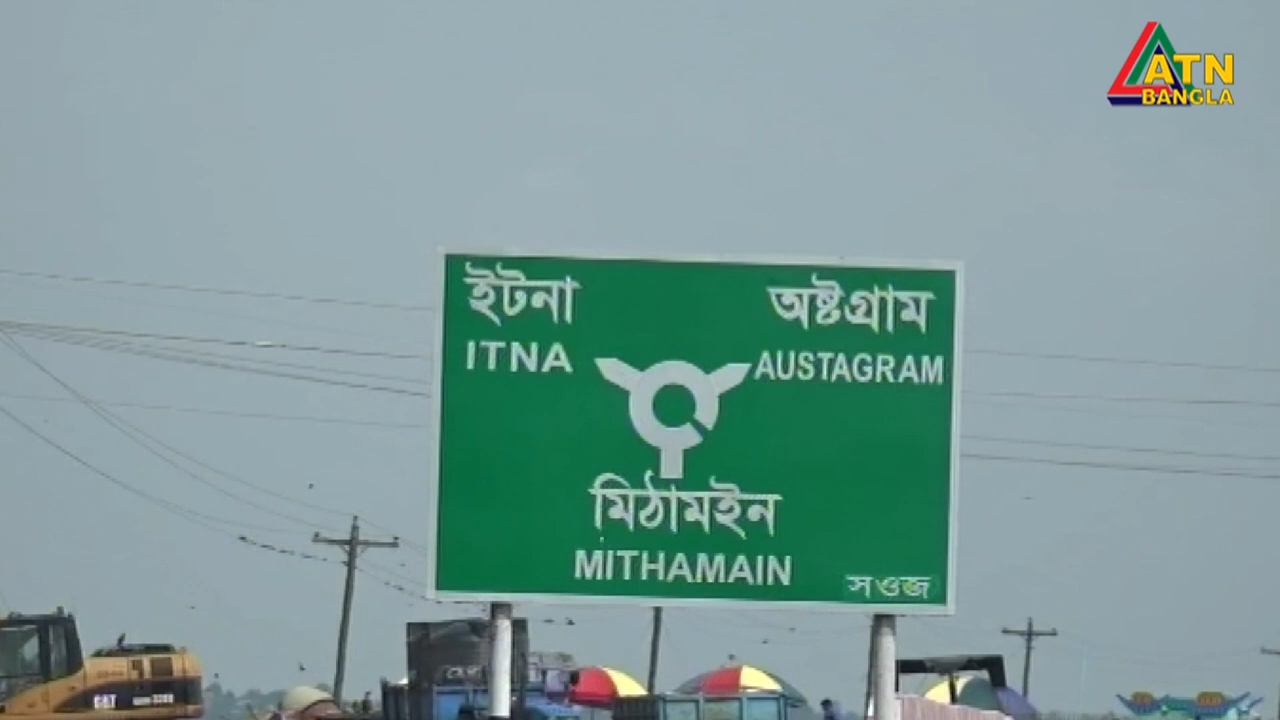 ATN
BANGLA
ইটনা
ITNA
অষ্টগ্রাম
AUSTAGRAM
মিঠামইন
MITHAMAIN
সওজ
CAT